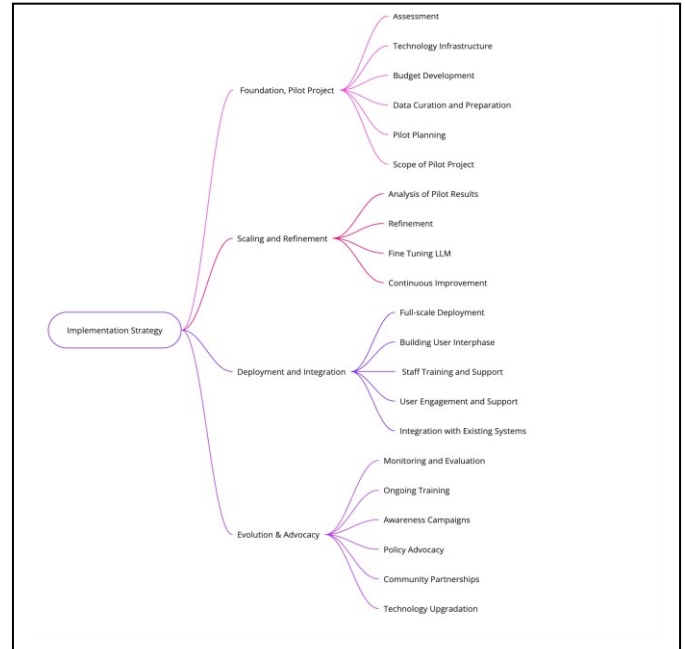 Implementation Strategy
Foundation, Pilot Project
Assessment
Technology Infrastructure
Budget Development
Data Curation and Preparation
Pilot Planning
Scope of Pilot Project
Scaling and Refinement
Analysis of Pilot Results
Refinement
Fine Tuning LLM
Continuous Improvement
Deployment and Integration
Full-scale Deployment
Building User Interphase
Staff Training and Support
User Engagement and Support
Integration with Existing Systems
Evolution & Advocacy
Monitoring and Evaluation
Ongoing Training
Awareness Campaigns
Policy Advocacy
Community Partnerships
Technology Upgradation